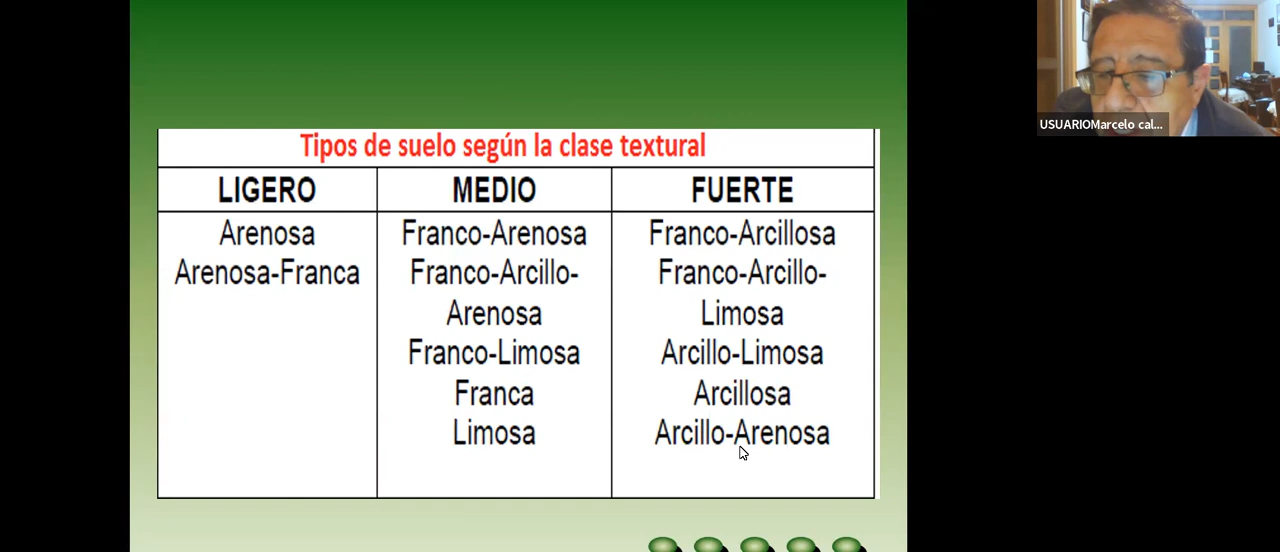 Tipos de suelo según la clase textural
LIGERO
MEDIO
FUERTE
Arenosa
Arenosa-Franca
Franco-Arenosa
Franco-Arcillo-
Arenosa
Franco-Limosa
Franca
Limosa
Franco-Arcillosa
Franco-Arcillo-
Limosa
Arcillo-Limosa
Arcillosa
Arcillo-Arenosa
USUARIOMarcelo cal...